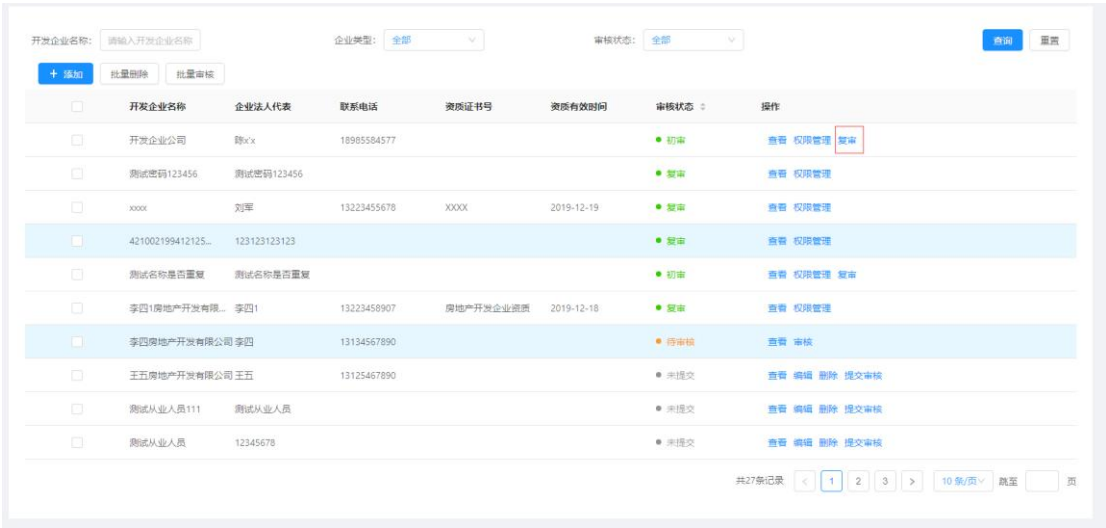 开发企业名称: 请输入开发企业名称 企业类型: 全部 审核状态: 全部 查询 重置
+ 添加 批量删除 批量审核
开发企业名称 企业法人代表 联系电话 资质证书号 资质有效时间 审核状态 操作
开发企业公司 陈x'x 18985584577 初审 查看 权限管理 复审
测试密码123456 测试密码123456 复审 查看 权限管理
xxxx 刘军 13223455678 XXXX 2019-12-19 复审 查看 权限管理
421002199412125... 123123123123 复审 查看 权限管理
测试名称是否重复 测试名称是否重复 初审 查看 权限管理 复审
李四1房地产开发有限... 李四1 13223458907 房地产开发企业资质 2019-12-18 复审 查看 权限管理
李四房地产开发有限公司 李四 13134567890 待审核 查看 审核
王五房地产开发有限公司 王五 13125467890 未提交 查看 编辑 删除 提交审核
测试从业人员111 测试从业人员 未提交 查看 编辑 删除 提交审核
测试从业人员 12345678 未提交 查看 编辑 删除 提交审核
共27条记录 < 1 2 3 > 10 条/页 跳至 页